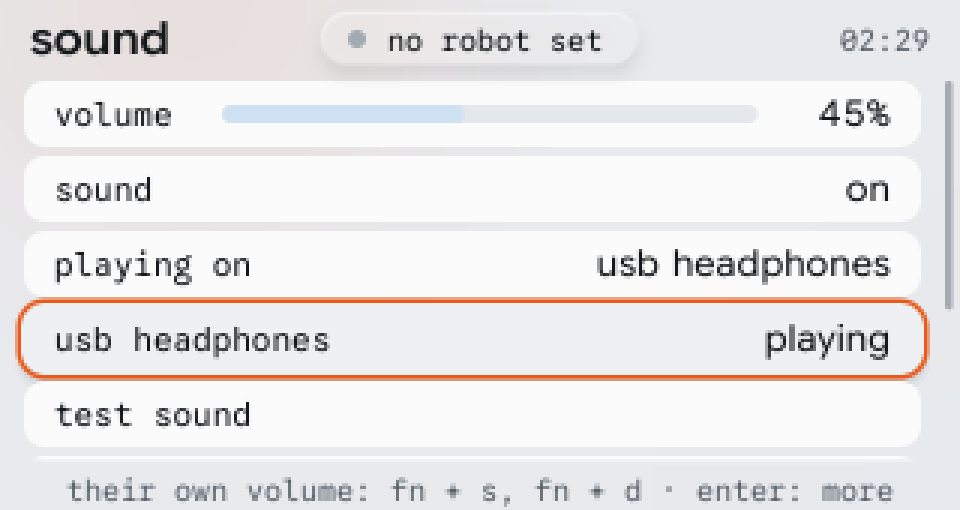 sound
no robot set
02:29
volume 45%
sound on
playing on usb headphones
usb headphones playing
test sound
their own volume: fn + s, fn + d · enter: more